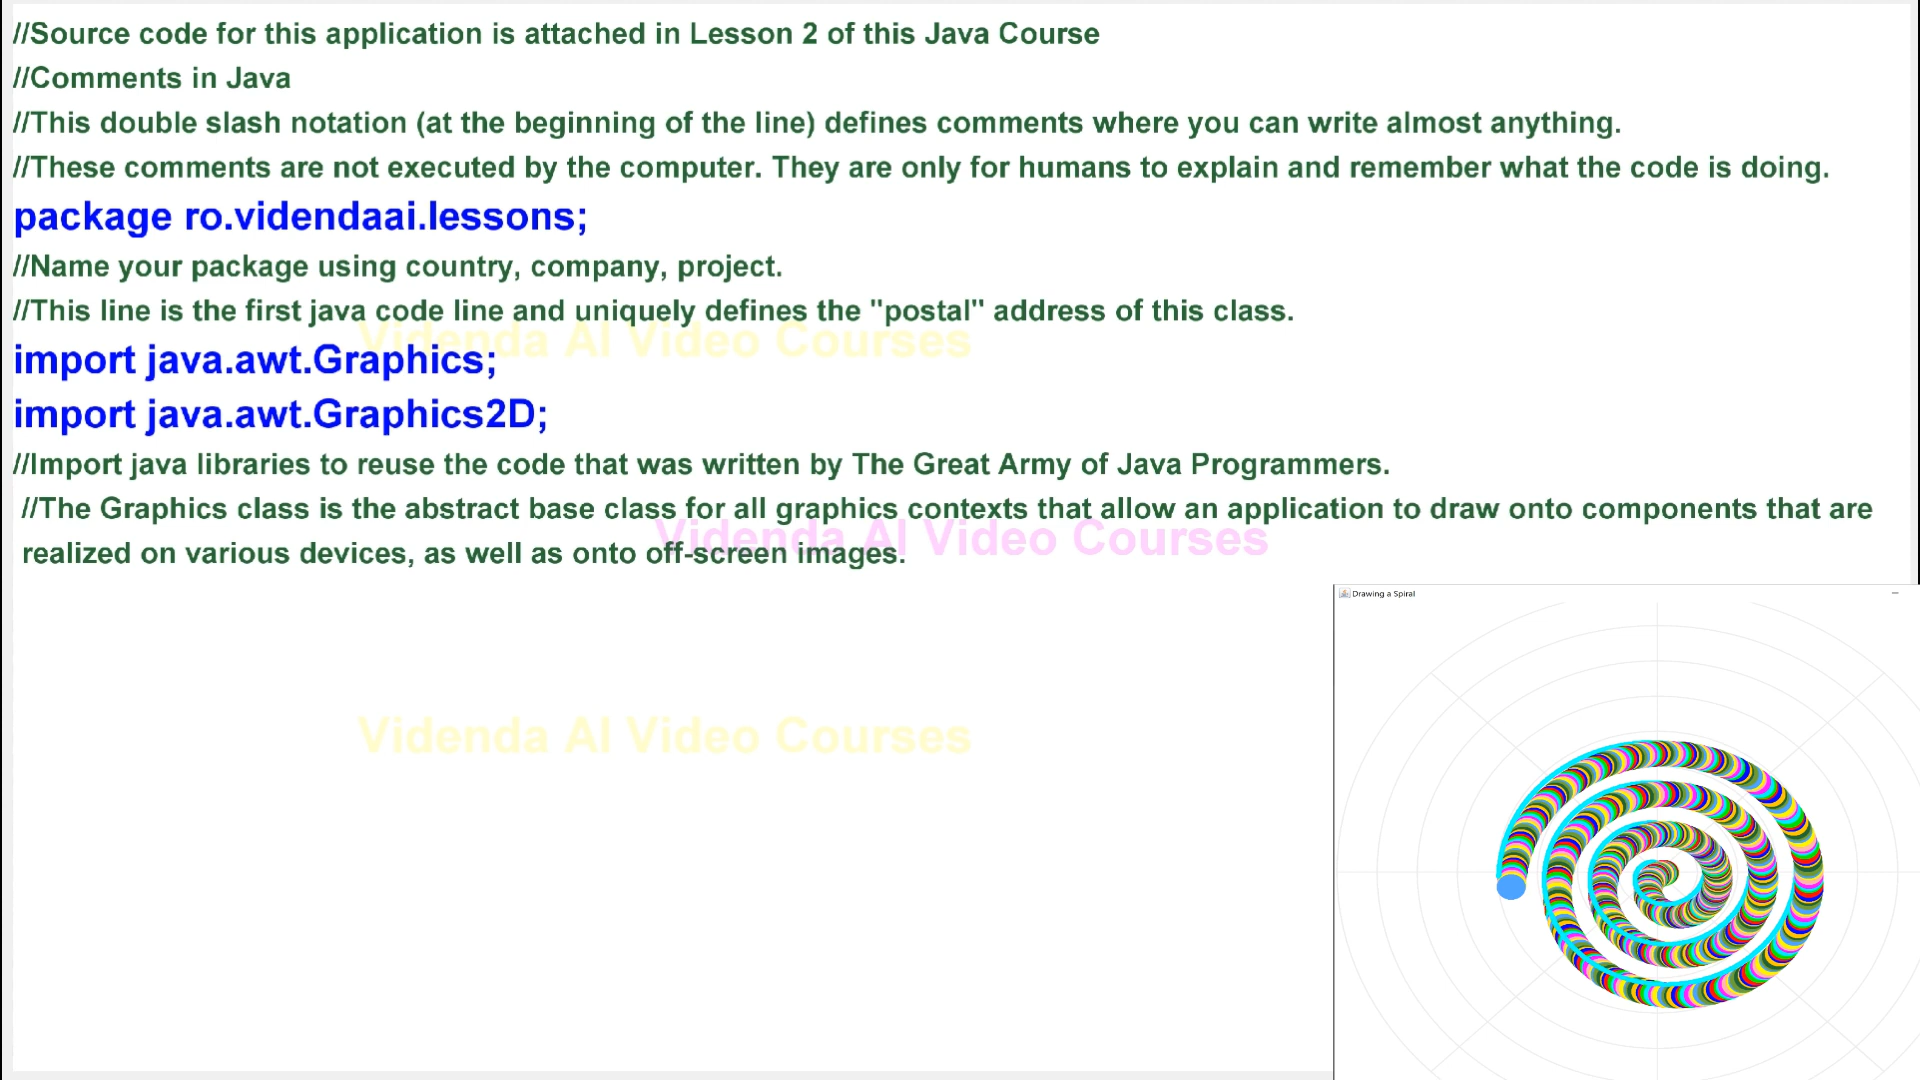 //Source code for this application is attached in Lesson 2 of this Java Course
//Comments in Java
//This double slash notation (at the beginning of the line) defines comments where you can write almost anything.
//These comments are not executed by the computer. They are only for humans to explain and remember what the code is doing.
package ro.videndaai.lessons;
//Name your package using country, company, project.
//This line is the first java code line and uniquely defines the "postal" address of this class.
Videnda AI Video Courses
import java.awt.Graphics;
import java.awt.Graphics2D;
//Import java libraries to reuse the code that was written by The Great Army of Java Programmers.
//The Graphics class is the abstract base class for all graphics contexts that allow an application to draw onto components that are
Videnda AI Video Courses
realized on various devices, as well as onto off-screen images.
Drawing a Spiral
Videnda AI Video Courses